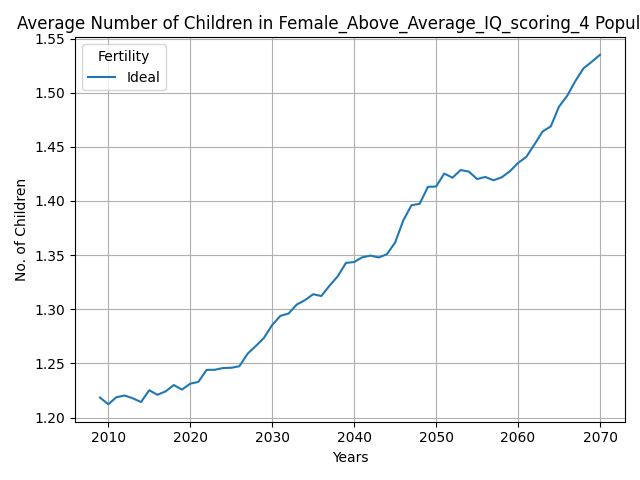 Average Number of Children in Female_Above_Average_IQ_scoring_4 Popul
Fertility
Ideal
No. of Children
1.55
1.50
1.45
1.40
1.35
1.30
1.25
1.20
2010 2020 2030 2040 2050 2060 2070
Years